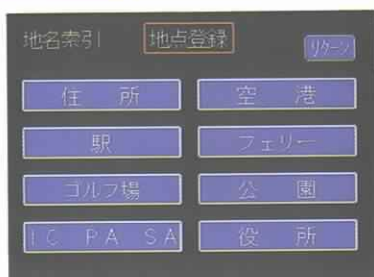 地名索引 地点登録 リターン
住所 空港
駅 フェリー
ゴルフ場 公園
IC PA SA 役所